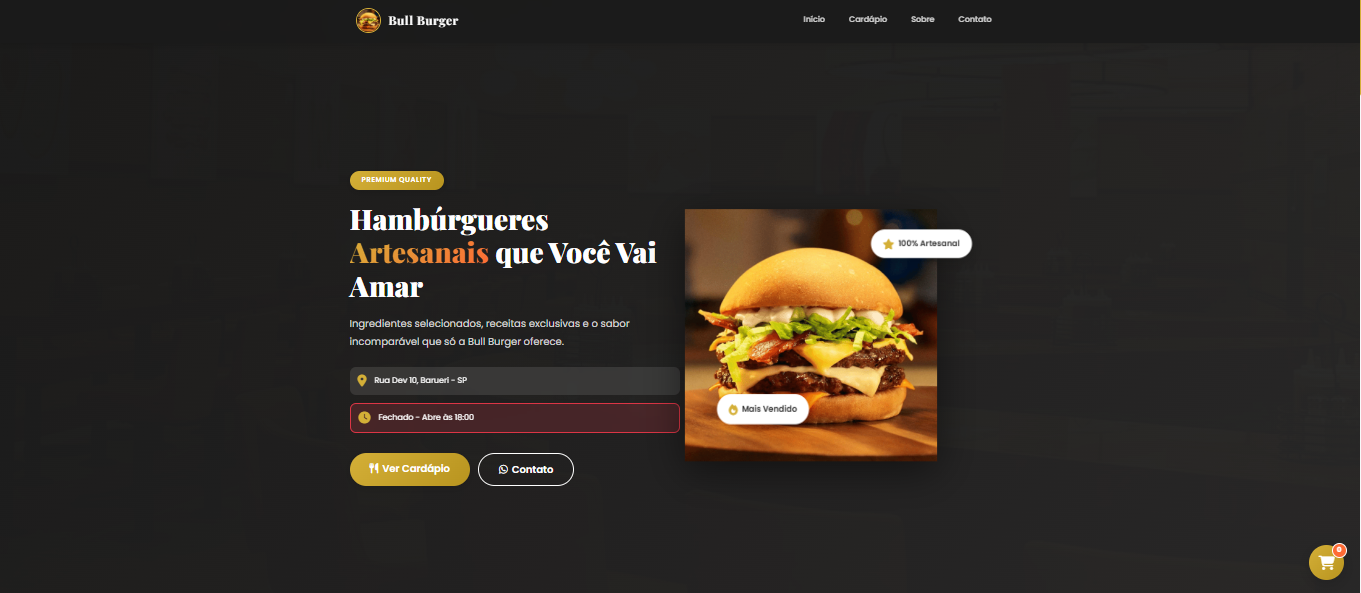 Bull Burger
Início
Cardápio
Sobre
Contato
PREMIUM QUALITY
Hambúrgueres
Artesanais que Você Vai
Amar
Ingredientes selecionados, receitas exclusivas e o sabor
incomparável que só a Bull Burger oferece.
Rua Dev 10, Barueri - SP
Fechado - Abre às 18:00
Ver Cardápio
Contato
100% Artesanal
Mais Vendido
0